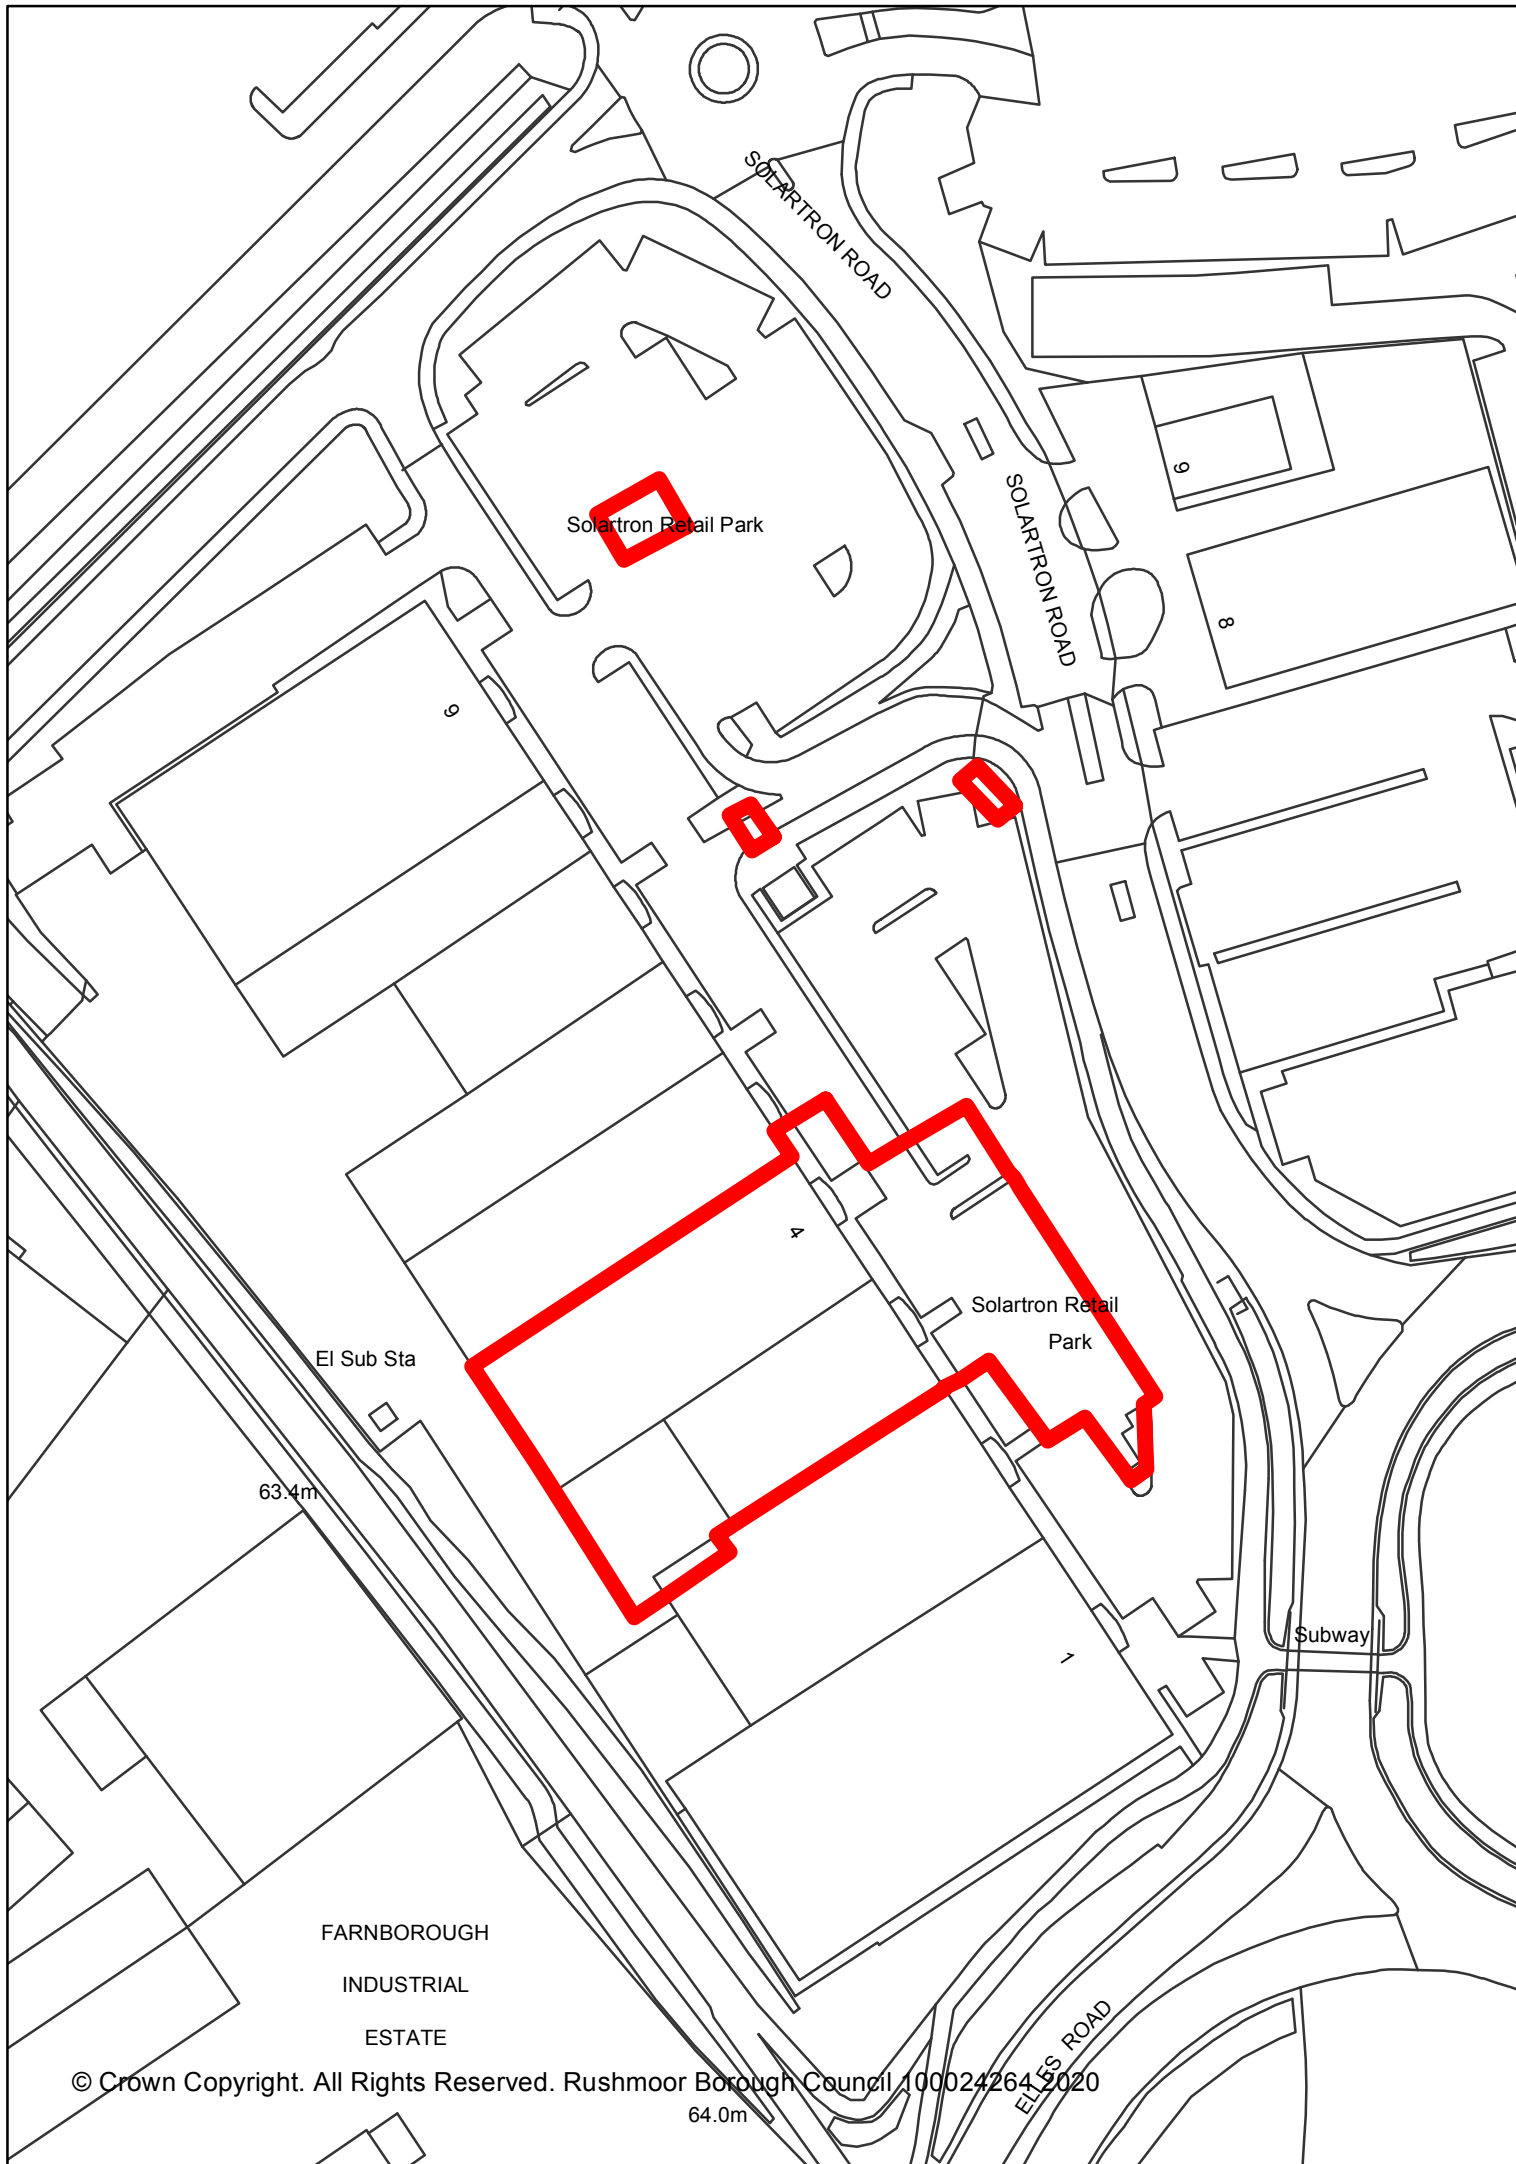 SOLARTRON ROAD
SOLARTRON ROAD
9
Solartron Retail Park
8
9
4
Solartron Retail
Park
El Sub Sta
63.4m
Subway
1
FARNBOROUGH
INDUSTRIAL
ESTATE
ELLES ROAD
© Crown Copyright. All Rights Reserved. Rushmoor Borough Council 100024264 2020
64.0m